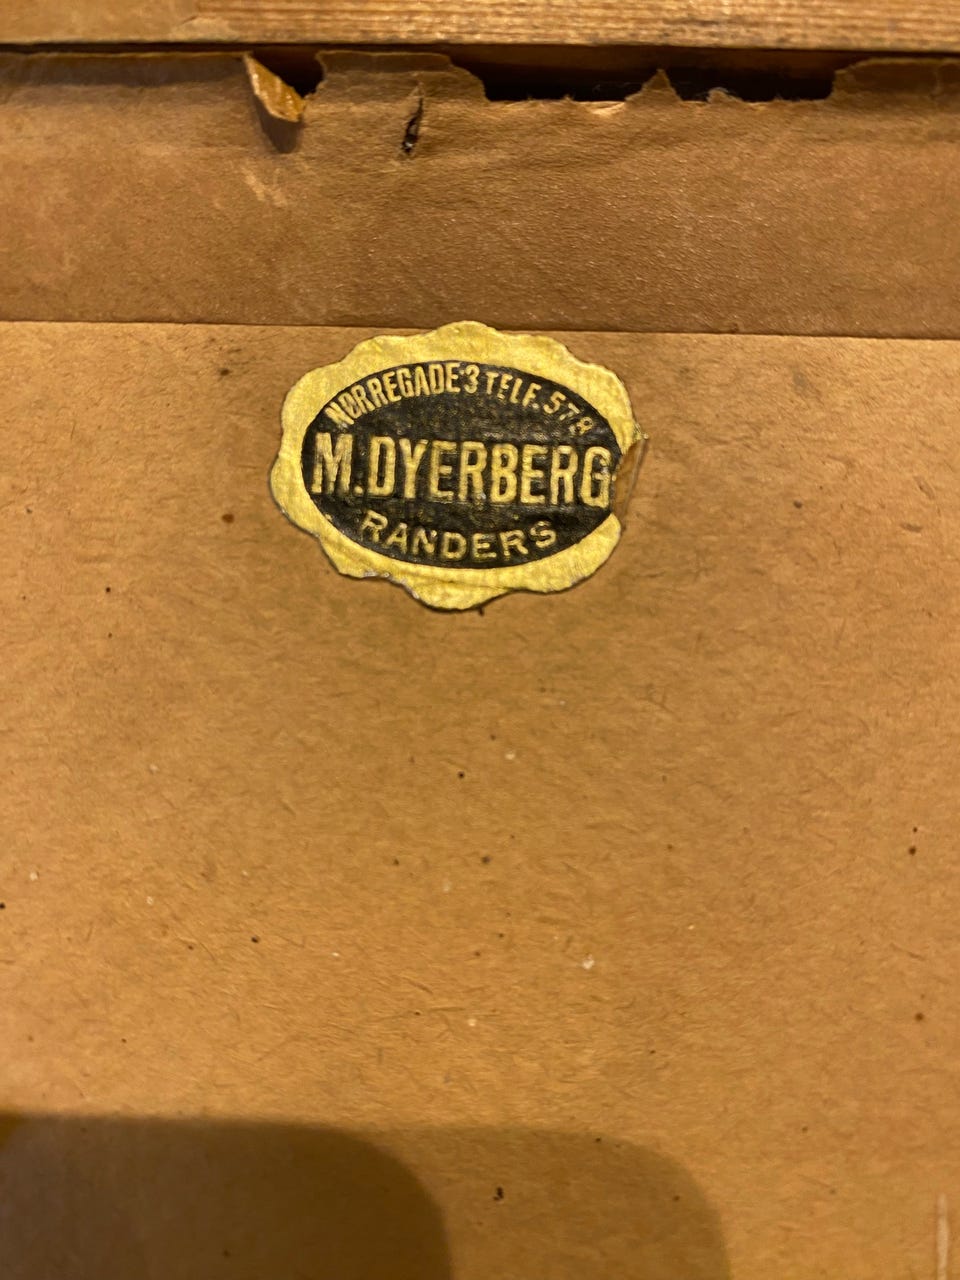 NØRREGADE 3 TELF. 578
M. DYERBERG
RANDERS